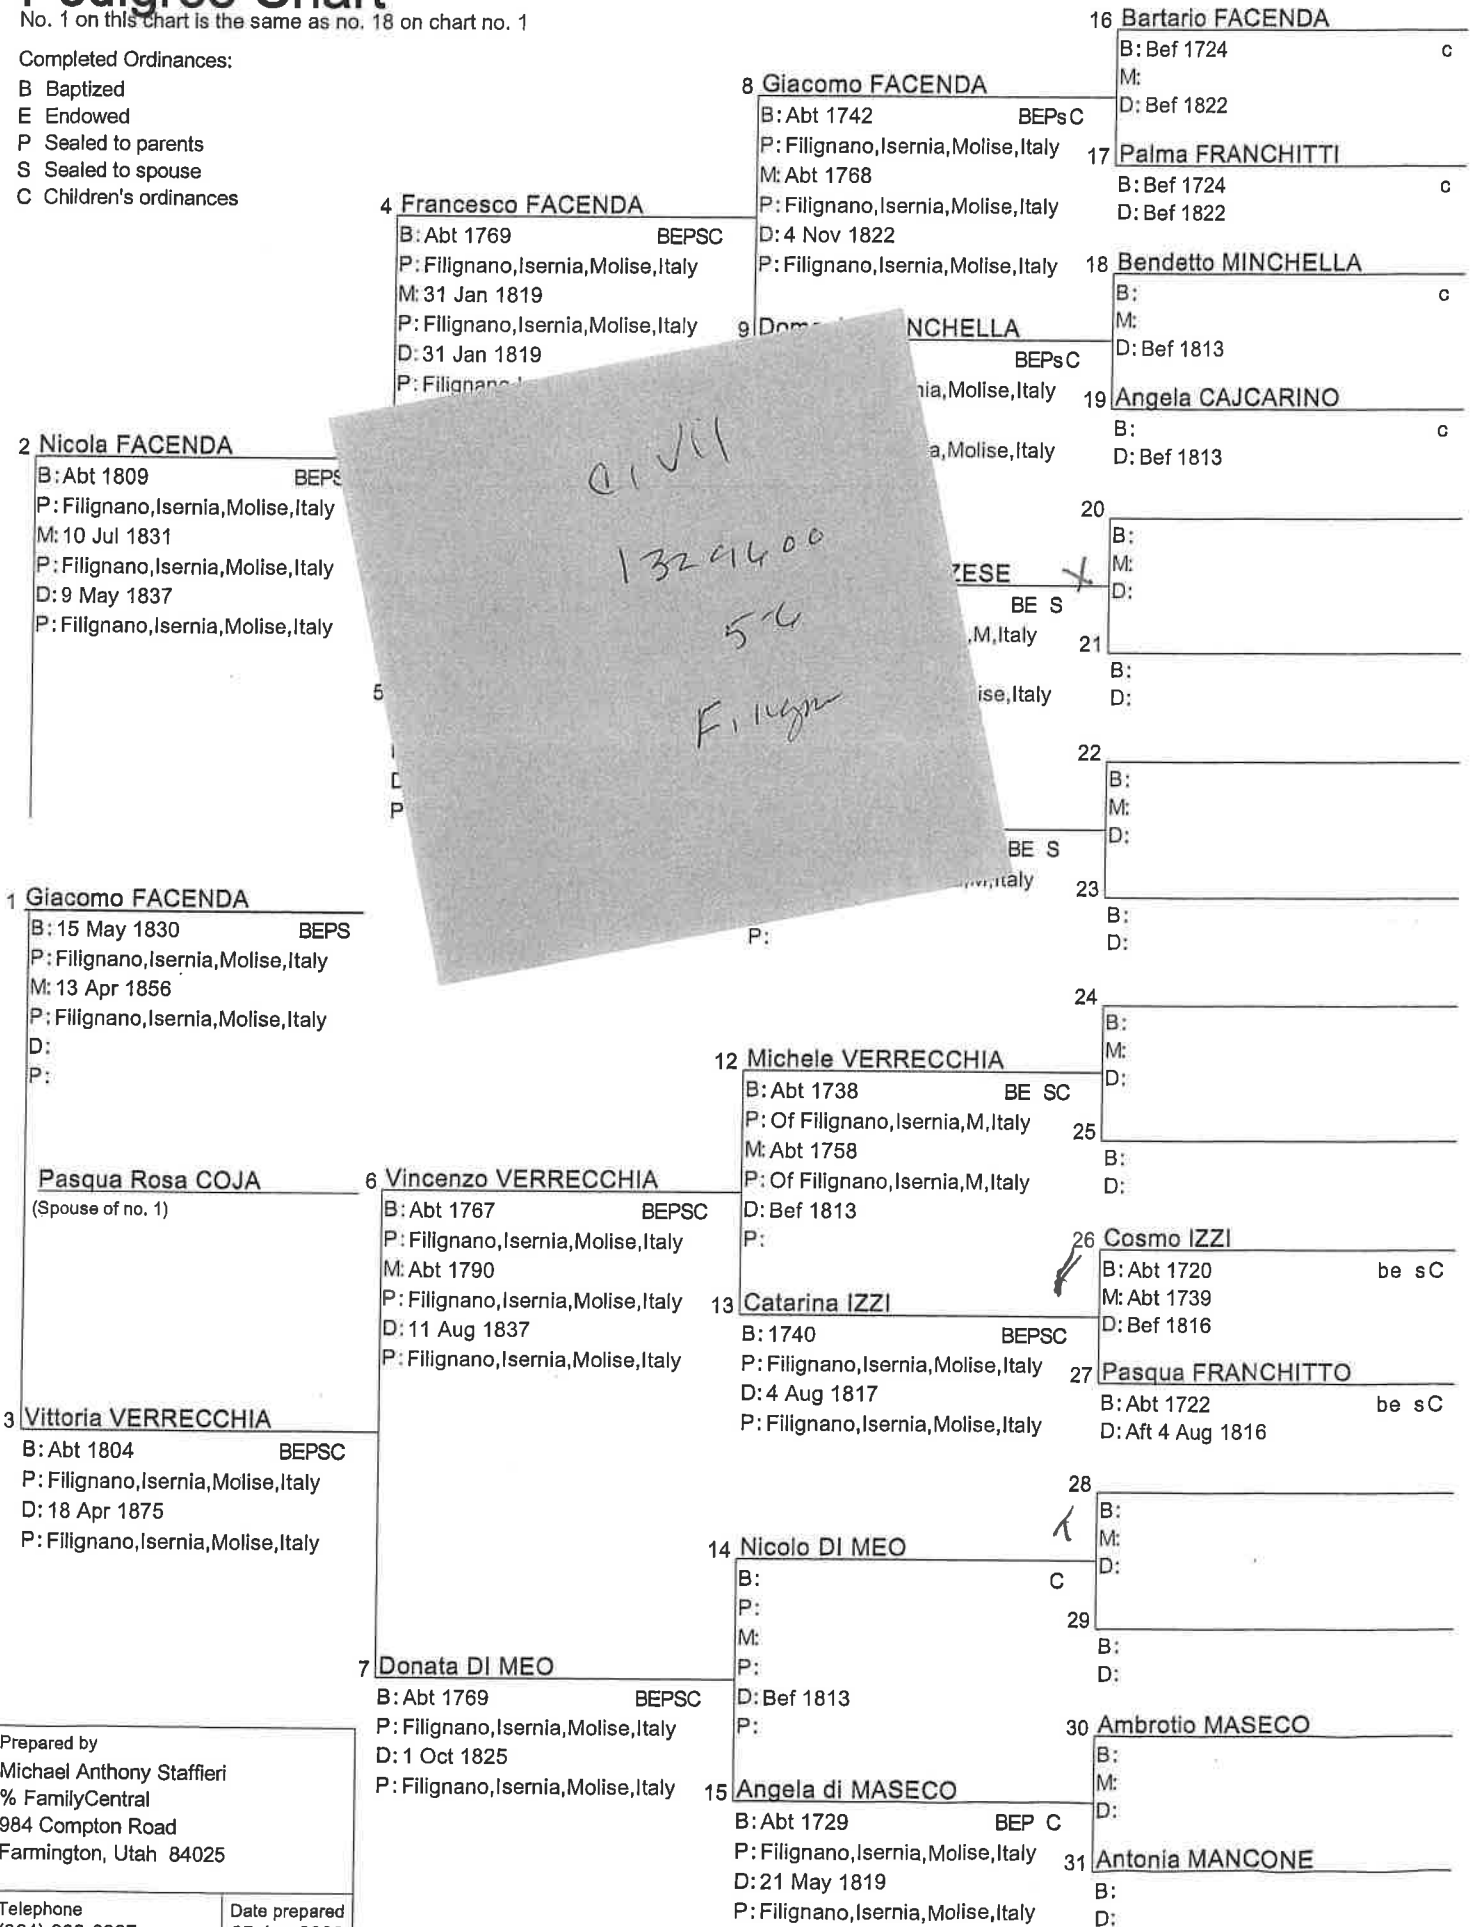 No. 1 on this chart is the same as no. 18 on chart no. 1
Completed Ordinances:
B Baptized
E Endowed
P Sealed to parents
S Sealed to spouse
C Children's ordinances
2 Nicola FACENDA
B: Abt 1809 BEPS
P: Filignano,Isernia,Molise,Italy
M: 10 Jul 1831
P: Filignano,Isernia,Molise,Italy
D: 9 May 1837
P: Filignano,Isernia,Molise,Italy
1 Giacomo FACENDA
B: 15 May 1830 BEPS
P: Filignano,Isernia,Molise,Italy
M: 13 Apr 1856
P: Filignano,Isernia,Molise,Italy
D:
P:
Pasqua Rosa COJA
(Spouse of no. 1)
3 Vittoria VERRECCHIA
B: Abt 1804 BEPSC
P: Filignano,Isernia,Molise,Italy
D: 18 Apr 1875
P: Filignano,Isernia,Molise,Italy
Prepared by
Michael Anthony Staffieri
% FamilyCentral
984 Compton Road
Farmington, Utah 84025
Telephone
Date prepared
4 Francesco FACENDA
B: Abt 1769 BEPSC
P: Filignano,Isernia,Molise,Italy
M: 31 Jan 1819
P: Filignano,Isernia,Molise,Italy
D: 31 Jan 1819
P:
civil
5
D
P
6 Vincenzo VERRECCHIA
B: Abt 1767 BEPSC
P: Filignano,Isernia,Molise,Italy
M: Abt 1790
P: Filignano,Isernia,Molise,Italy
D: 11 Aug 1837
P: Filignano,Isernia,Molise,Italy
7 Donata DI MEO
B: Abt 1769 BEPSC
P: Filignano,Isernia,Molise,Italy
D: 1 Oct 1825
P: Filignano,Isernia,Molise,Italy
8 Giacomo FACENDA
B: Abt 1742 BEPsC
P: Filignano,Isernia,Molise,Italy
M: Abt 1768
P: Filignano,Isernia,Molise,Italy
D: 4 Nov 1822
P: Filignano,Isernia,Molise,Italy
9 NCHELLA
BEPsC
nia,Molise,Italy
a,Molise,Italy
ZESE
BE S
,M,Italy
ise,Italy
BE S
P:
12 Michele VERRECCHIA
B: Abt 1738 BE SC
P: Of Filignano,Isernia,M,Italy
M: Abt 1758
P: Of Filignano,Isernia,M,Italy
D: Bef 1813
P:
13 Catarina IZZI
B: 1740 BEPSC
P: Filignano,Isernia,Molise,Italy
D: 4 Aug 1817
P: Filignano,Isernia,Molise,Italy
14 Nicolo DI MEO
B: C
P:
M:
P:
D: Bef 1813
P:
15 Angela di MASECO
B: Abt 1729 BEP C
P: Filignano,Isernia,Molise,Italy
D: 21 May 1819
P: Filignano,Isernia,Molise,Italy
16 Bartario FACENDA
B: Bef 1724 c
M:
D: Bef 1822
17 Palma FRANCHITTI
B: Bef 1724 c
D: Bef 1822
18 Bendetto MINCHELLA
B: c
M:
D: Bef 1813
19 Angela CAJCARINO
B: c
D: Bef 1813
20
B:
M:
D:
21
B:
D:
22
B:
M:
D:
23
B:
D:
24
B:
M:
D:
25
B:
D:
26 Cosmo IZZI
B: Abt 1720 be sC
M: Abt 1739
D: Bef 1816
27 Pasqua FRANCHITTO
B: Abt 1722 be sC
D: Aft 4 Aug 1816
28
B:
M:
D:
29
B:
D:
30 Ambrotio MASECO
B:
M:
D:
31 Antonia MANCONE
B:
D: